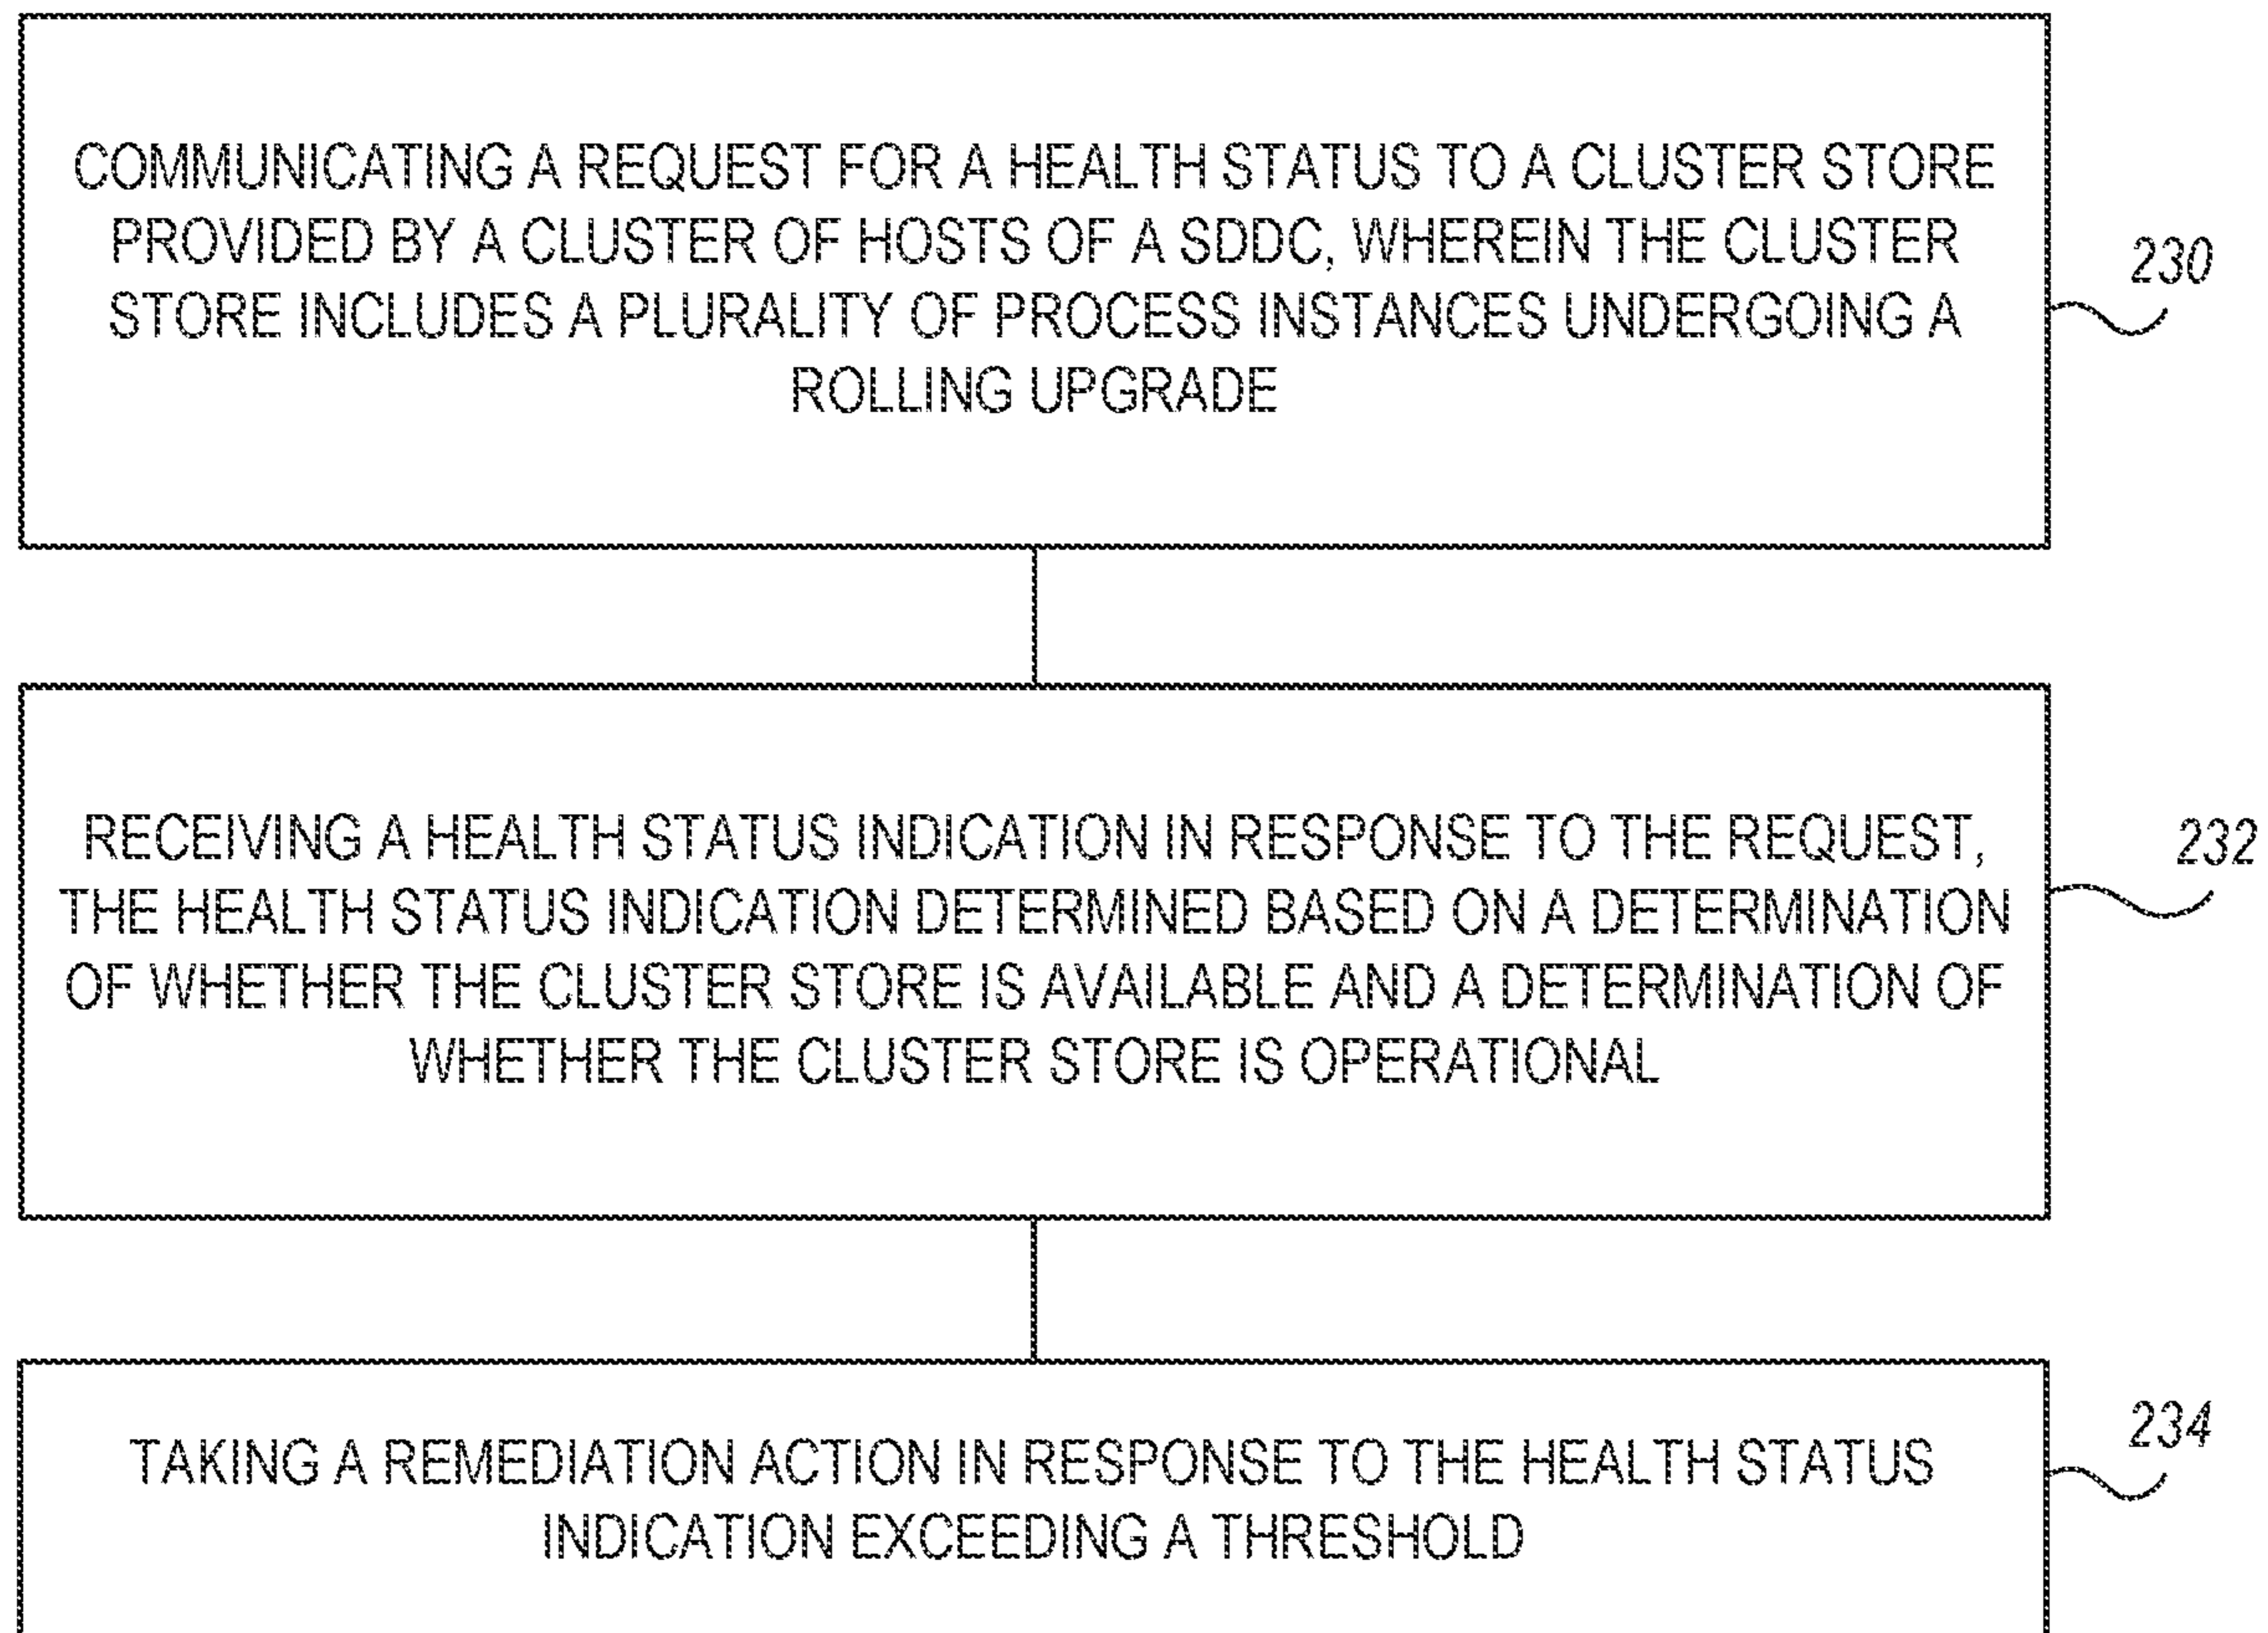 COMMUNICATING A REQUEST FOR A HEALTH STATUS TO A CLUSTER STORE
PROVIDED BY A CLUSTER OF HOSTS OF A SDDC, WHEREIN THE CLUSTER
STORE INCLUDES A PLURALITY OF PROCESS INSTANCES UNDERGOING A
ROLLING UPGRADE
230
RECEIVING A HEALTH STATUS INDICATION IN RESPONSE TO THE REQUEST,
THE HEALTH STATUS INDICATION DETERMINED BASED ON A DETERMINATION
OF WHETHER THE CLUSTER STORE IS AVAILABLE AND A DETERMINATION OF
WHETHER THE CLUSTER STORE IS OPERATIONAL
232
TAKING A REMEDIATION ACTION IN RESPONSE TO THE HEALTH STATUS
INDICATION EXCEEDING A THRESHOLD
234